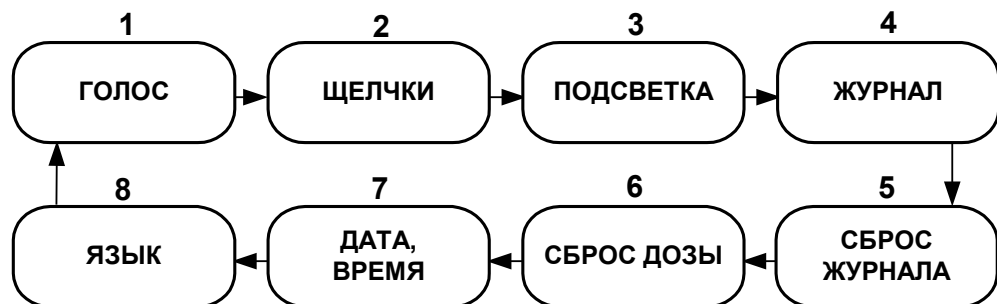 1
ГОЛОС
2
ЩЕЛЧКИ
3
ПОДСВЕТКА
4
ЖУРНАЛ
5
СБРОС
ЖУРНАЛА
6
СБРОС ДОЗЫ
7
ДАТА,
ВРЕМЯ
8
ЯЗЫК